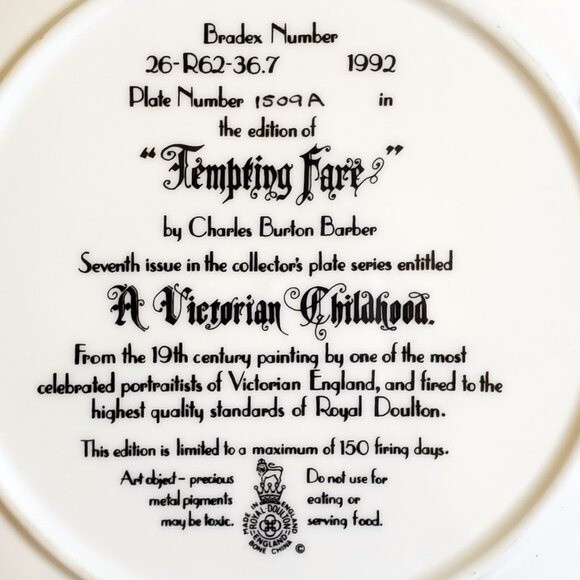 Bradex Number
26-R62-36.7 1992
Plate Number 1509A in
the edition of
"Tempting Fare"
by Charles Burton Barber
Seventh issue in the collector's plate series entitled
A Victorian Childhood.
From the 19th century painting by one of the most
celebrated portraitists of Victorian England, and fired to the
highest quality standards of Royal Doulton.
This edition is limited to a maximum of 150 firing days.
Art object – precious
metal pigments
may be toxic.
MADE IN ENGLAND
ROYAL · DOULTON
ENGLAND
BONE CHINA
©
Do not use for
eating or
serving food.